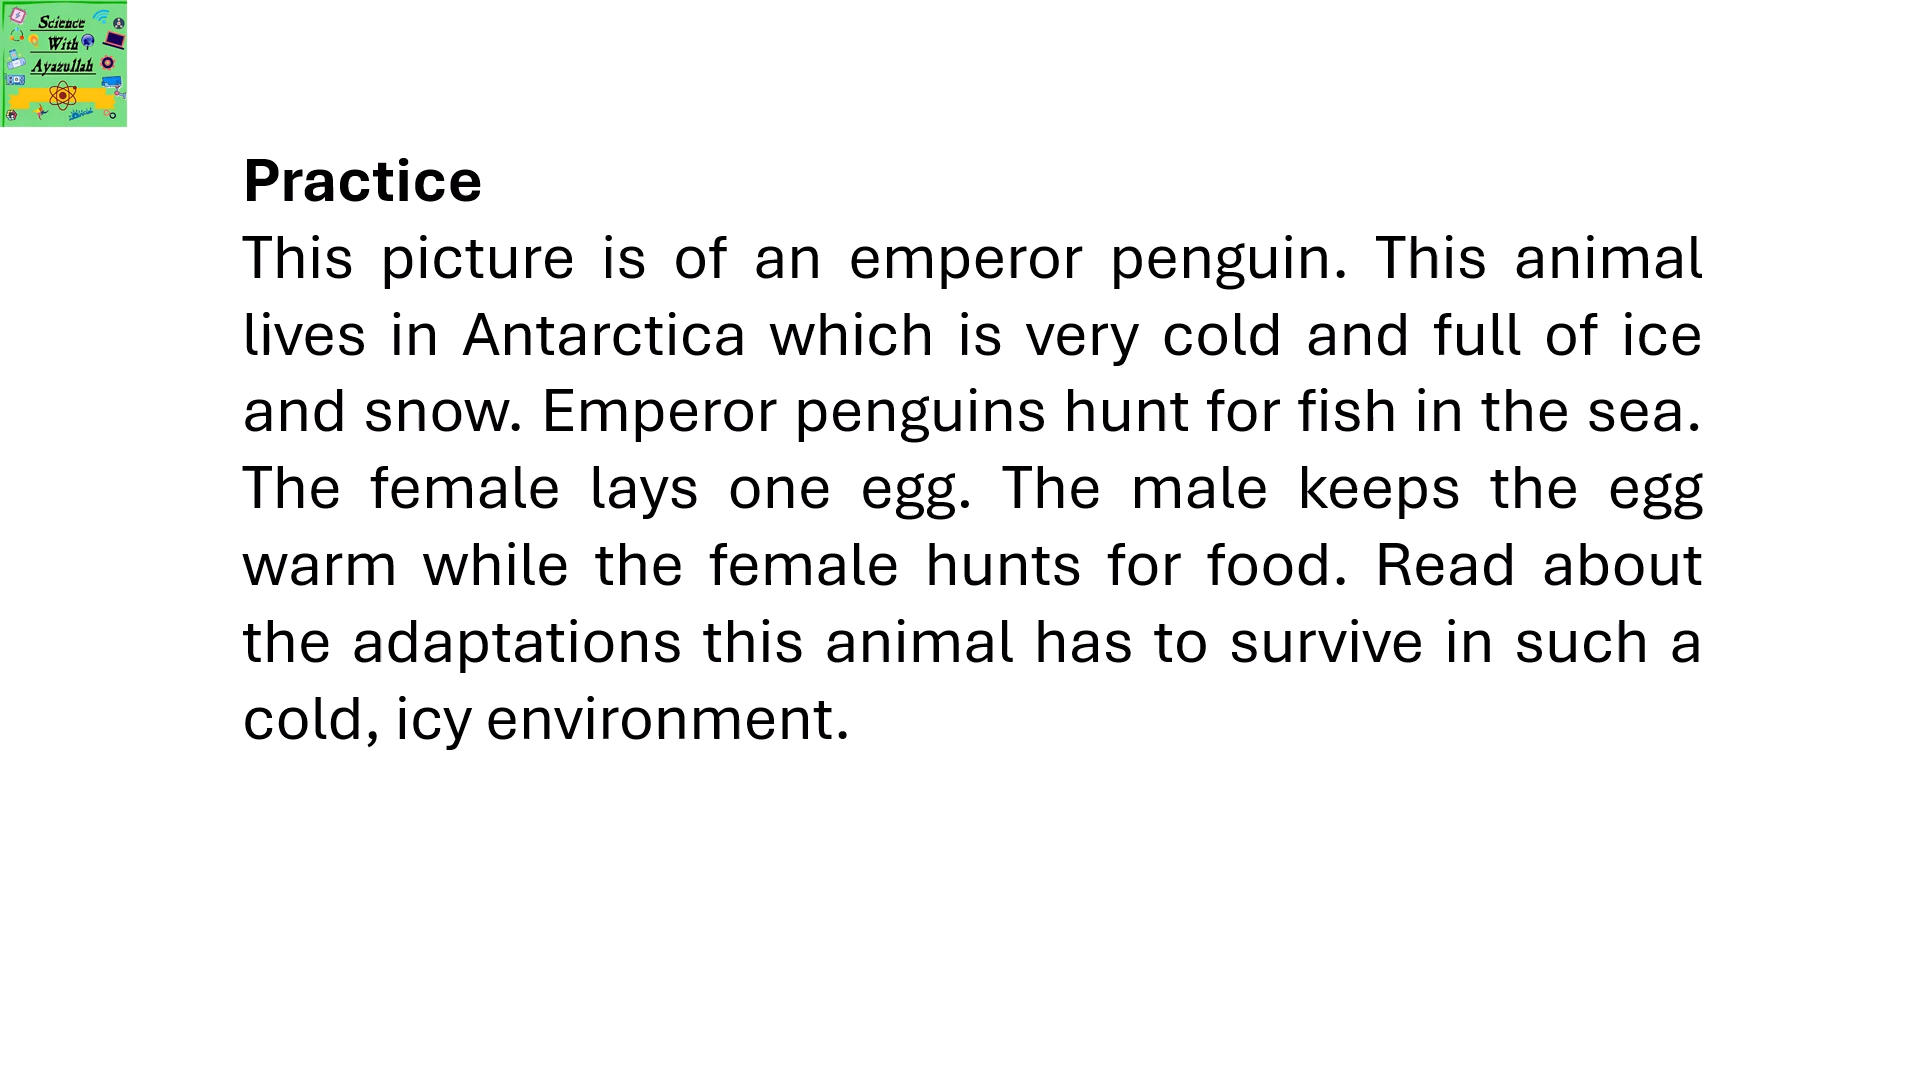 Science
With
Ayazullah
Practice
This picture is of an emperor penguin. This animal
lives in Antarctica which is very cold and full of ice
and snow. Emperor penguins hunt for fish in the sea.
The female lays one egg. The male keeps the egg
warm while the female hunts for food. Read about
the adaptations this animal has to survive in such a
cold, icy environment.